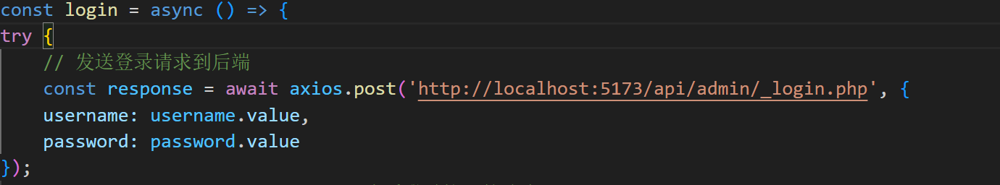 const login = async () => {
try {
// 发送登录请求到后端
const response = await axios.post('http://localhost:5173/api/admin/_login.php', {
username: username.value,
password: password.value
});